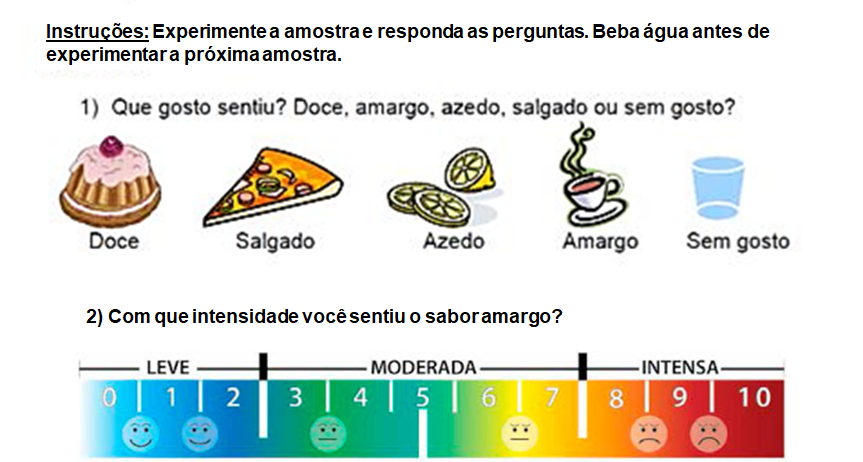 Instruções: Experimente a amostra e responda as perguntas. Beba água antes de
experimentar a próxima amostra.
1) Que gosto sentiu? Doce, amargo, azedo, salgado ou sem gosto?
Doce Salgado Azedo Amargo Sem gosto
2) Com que intensidade você sentiu o sabor amargo?
LEVE MODERADA INTENSA
0 1 2 3 4 5 6 7 8 9 10